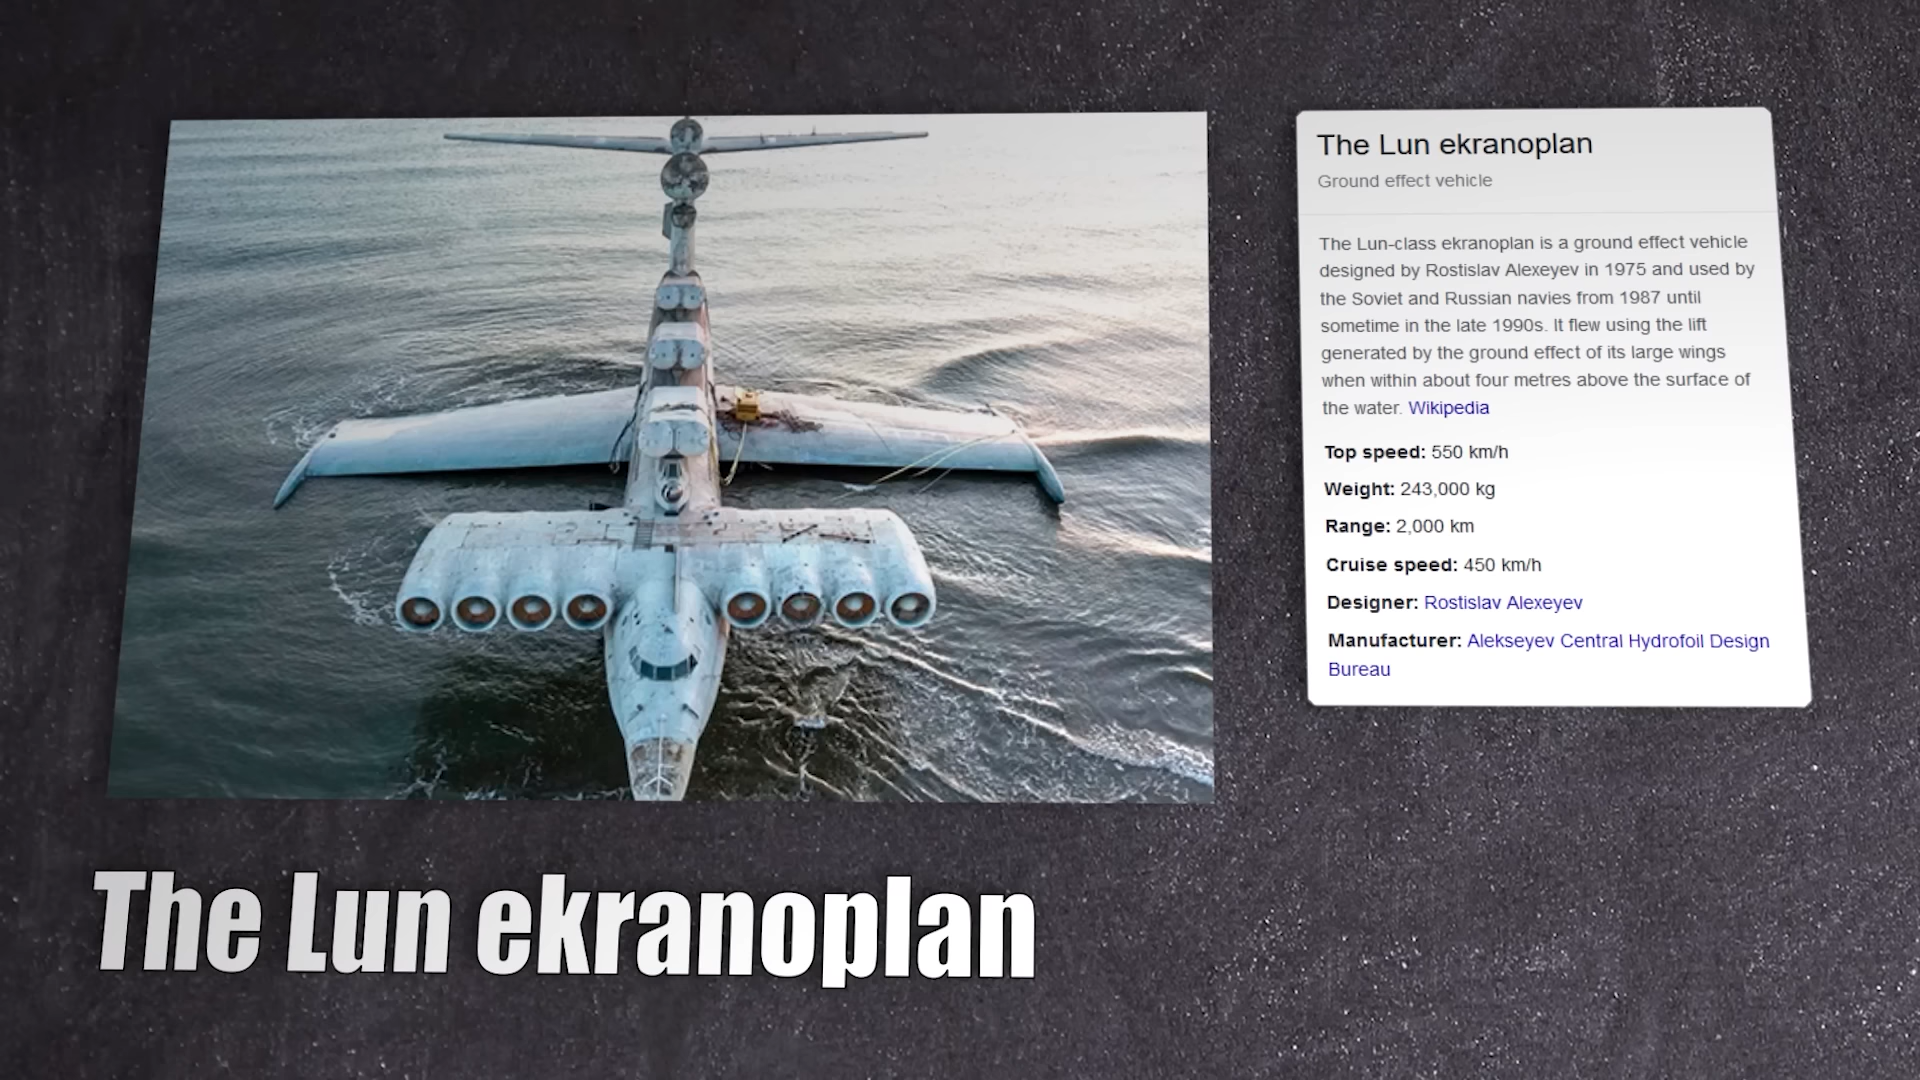 The Lun ekranoplan
Ground effect vehicle
The Lun-class ekranoplan is a ground effect vehicle
designed by Rostislav Alexeyev in 1975 and used by
the Soviet and Russian navies from 1987 until
sometime in the late 1990s. It flew using the lift
generated by the ground effect of its large wings
when within about four metres above the surface of
the water. Wikipedia
Top speed: 550 km/h
Weight: 243,000 kg
Range: 2,000 km
Cruise speed: 450 km/h
Designer: Rostislav Alexeyev
Manufacturer: Alekseyev Central Hydrofoil Design
Bureau
The Lun ekranoplan